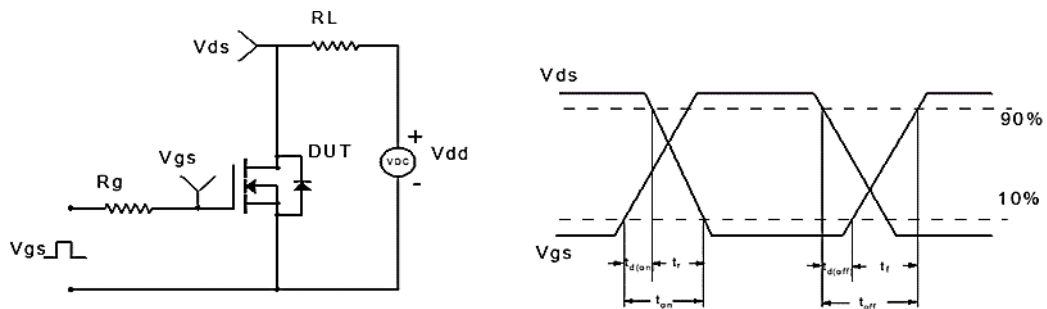 RL
Vds
DUT
VDC
+
Vdd
-
Vgs
Rg
Vgs
Vds
90%
10%
Vgs
td(on) tr td(off) tf
ton toff